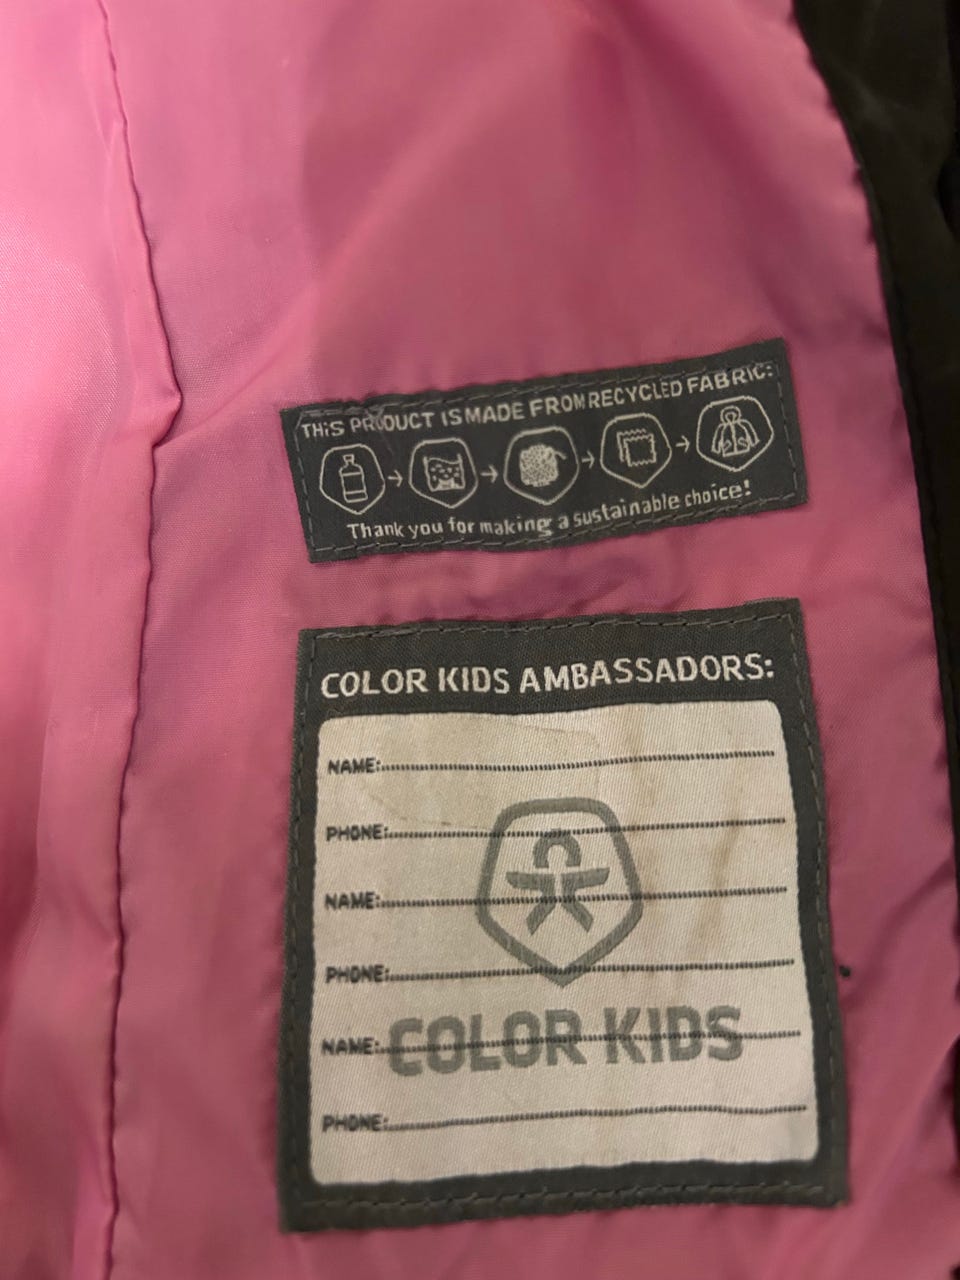 THIS PRODUCT IS MADE FROM RECYCLED FABRIC:
Thank you for making a sustainable choice!
COLOR KIDS AMBASSADORS:
NAME:
PHONE:
NAME:
PHONE:
NAME:
COLOR KIDS
PHONE: